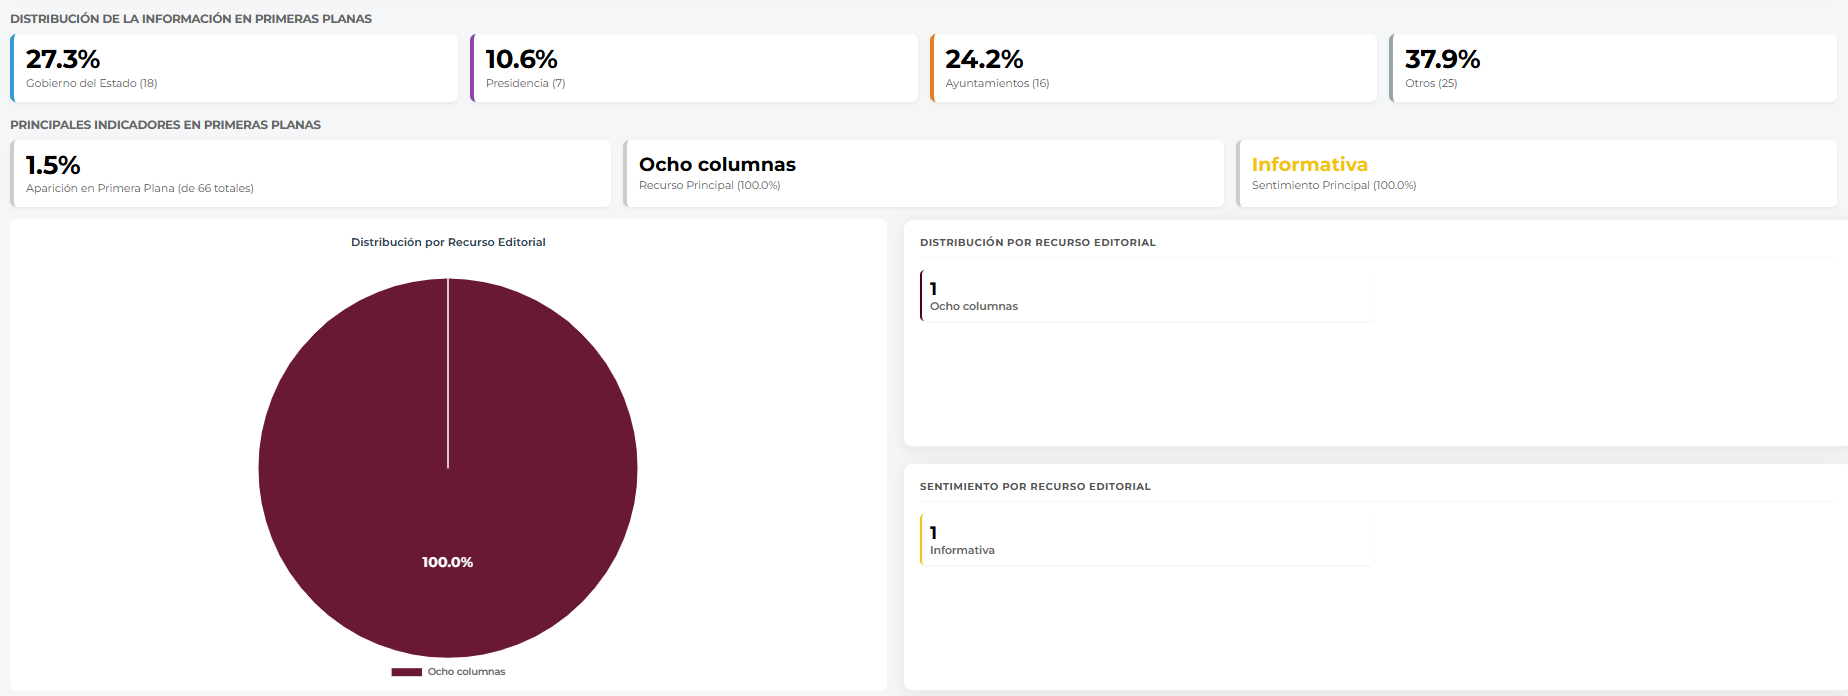 DISTRIBUCIÓN DE LA INFORMACIÓN EN PRIMERAS PLANAS
27.3%
Gobierno del Estado (18)
10.6%
Presidencia (7)
24.2%
Ayuntamientos (16)
37.9%
Otros (25)
PRINCIPALES INDICADORES EN PRIMERAS PLANAS
1.5%
Aparición en Primera Plana (de 66 totales)
Ocho columnas
Recurso Principal (100.0%)
Informativa
Sentimiento Principal (100.0%)
Distribución por Recurso Editorial
100.0%
Ocho columnas
DISTRIBUCIÓN POR RECURSO EDITORIAL
1
Ocho columnas
SENTIMIENTO POR RECURSO EDITORIAL
1
Informativa